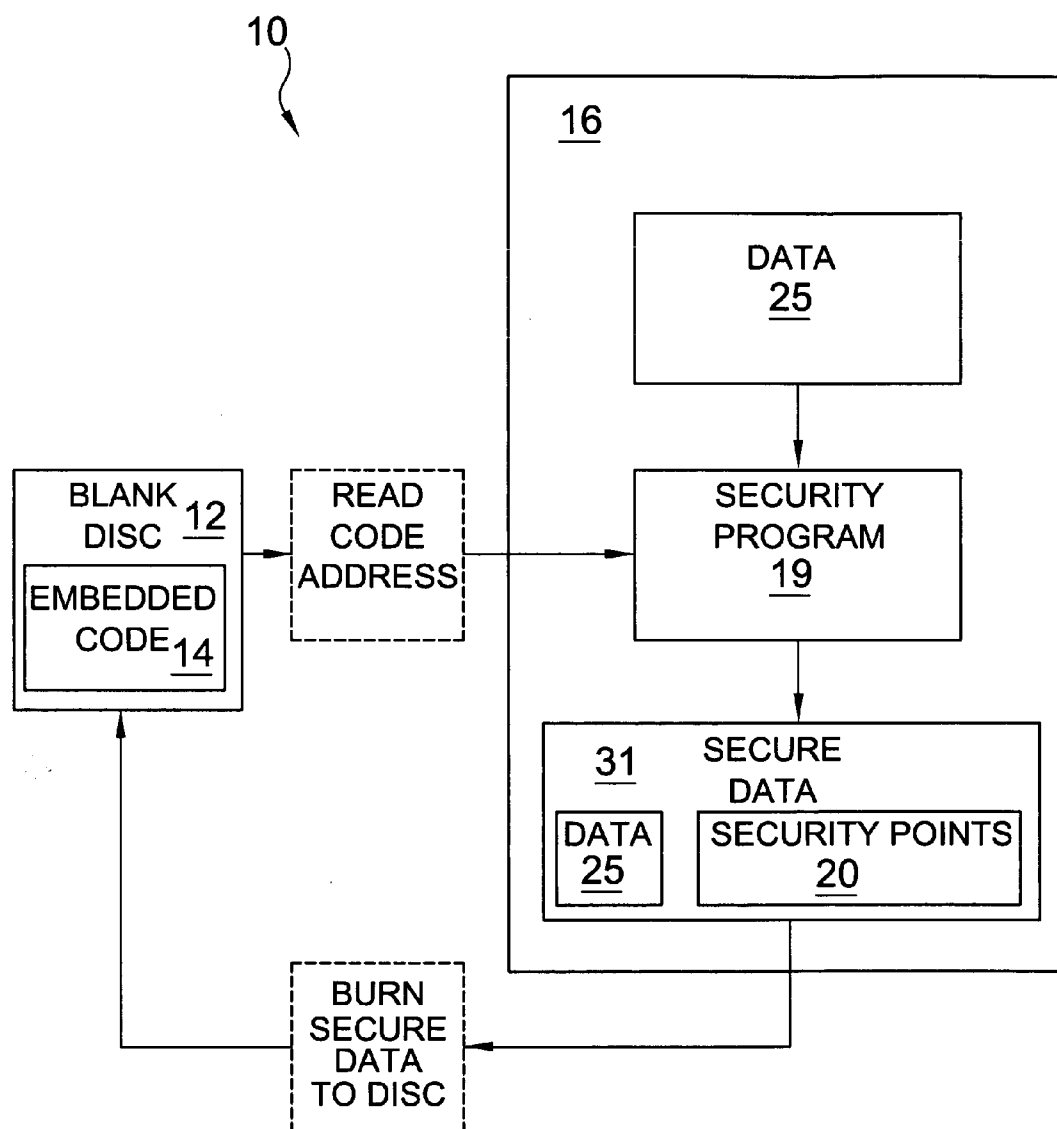 10
16
DATA
25
BLANK
DISC 12
EMBEDDED
CODE 14
READ
CODE
ADDRESS
SECURITY
PROGRAM
19
31
SECURE
DATA
DATA
25
SECURITY POINTS
20
BURN
SECURE
DATA
TO DISC